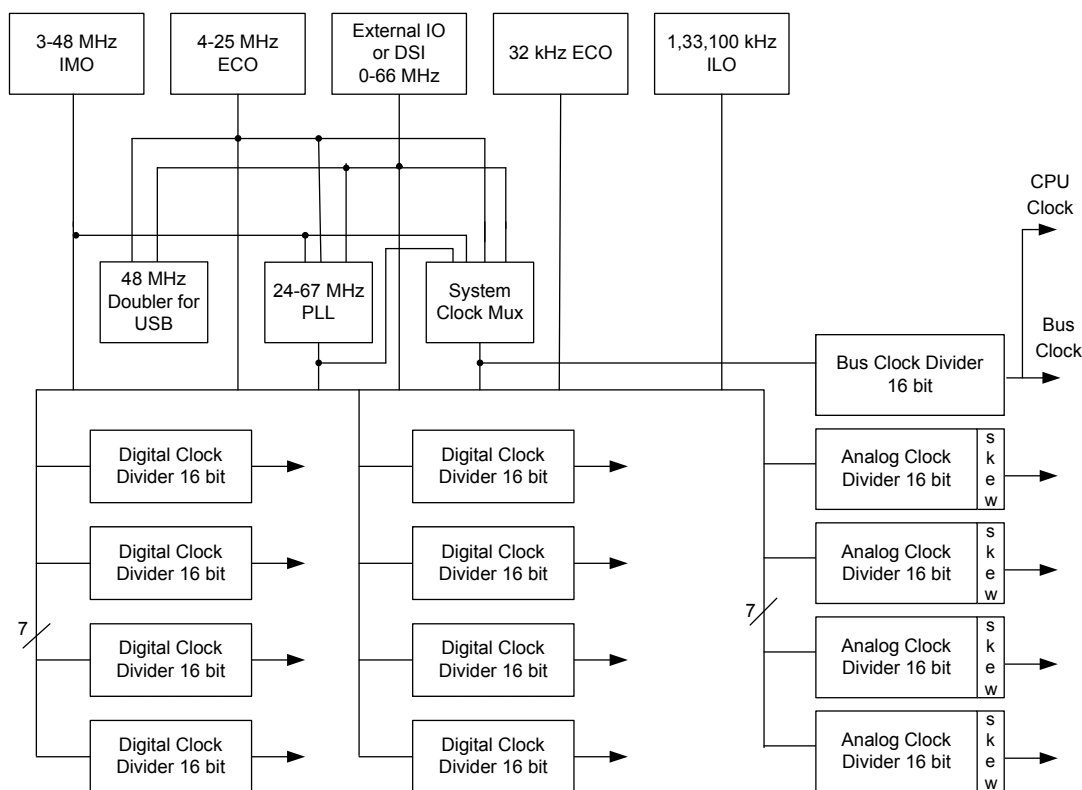 3-48 MHz
IMO
4-25 MHz
ECO
External IO
or DSI
0-66 MHz
32 kHz ECO
1,33,100 kHz
ILO
CPU
Clock
48 MHz
Doubler for
USB
24-67 MHz
PLL
System
Clock Mux
Bus
Clock
Bus Clock Divider
16 bit
Digital Clock
Divider 16 bit
Digital Clock
Divider 16 bit
Analog Clock
Divider 16 bit
s
k
e
w
Digital Clock
Divider 16 bit
Digital Clock
Divider 16 bit
Analog Clock
Divider 16 bit
s
k
e
w
7
7
Digital Clock
Divider 16 bit
Digital Clock
Divider 16 bit
Analog Clock
Divider 16 bit
s
k
e
w
Digital Clock
Divider 16 bit
Digital Clock
Divider 16 bit
Analog Clock
Divider 16 bit
s
k
e
w